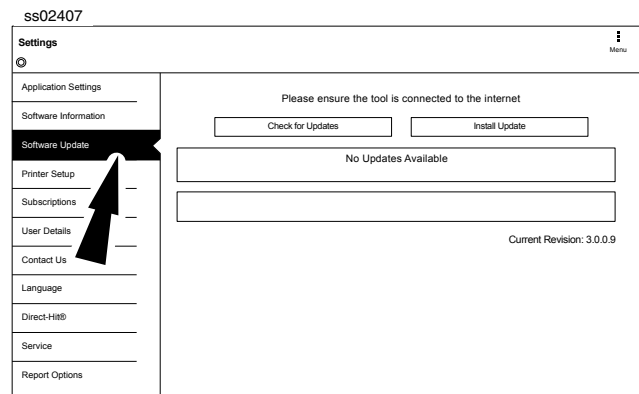 ss02407
Settings
Menu
Application Settings
Software Information
Software Update
Printer Setup
Subscriptions
User Details
Contact Us
Language
Direct-Hit®
Service
Report Options
Please ensure the tool is connected to the internet
Check for Updates
Install Update
No Updates Available
Current Revision: 3.0.0.9